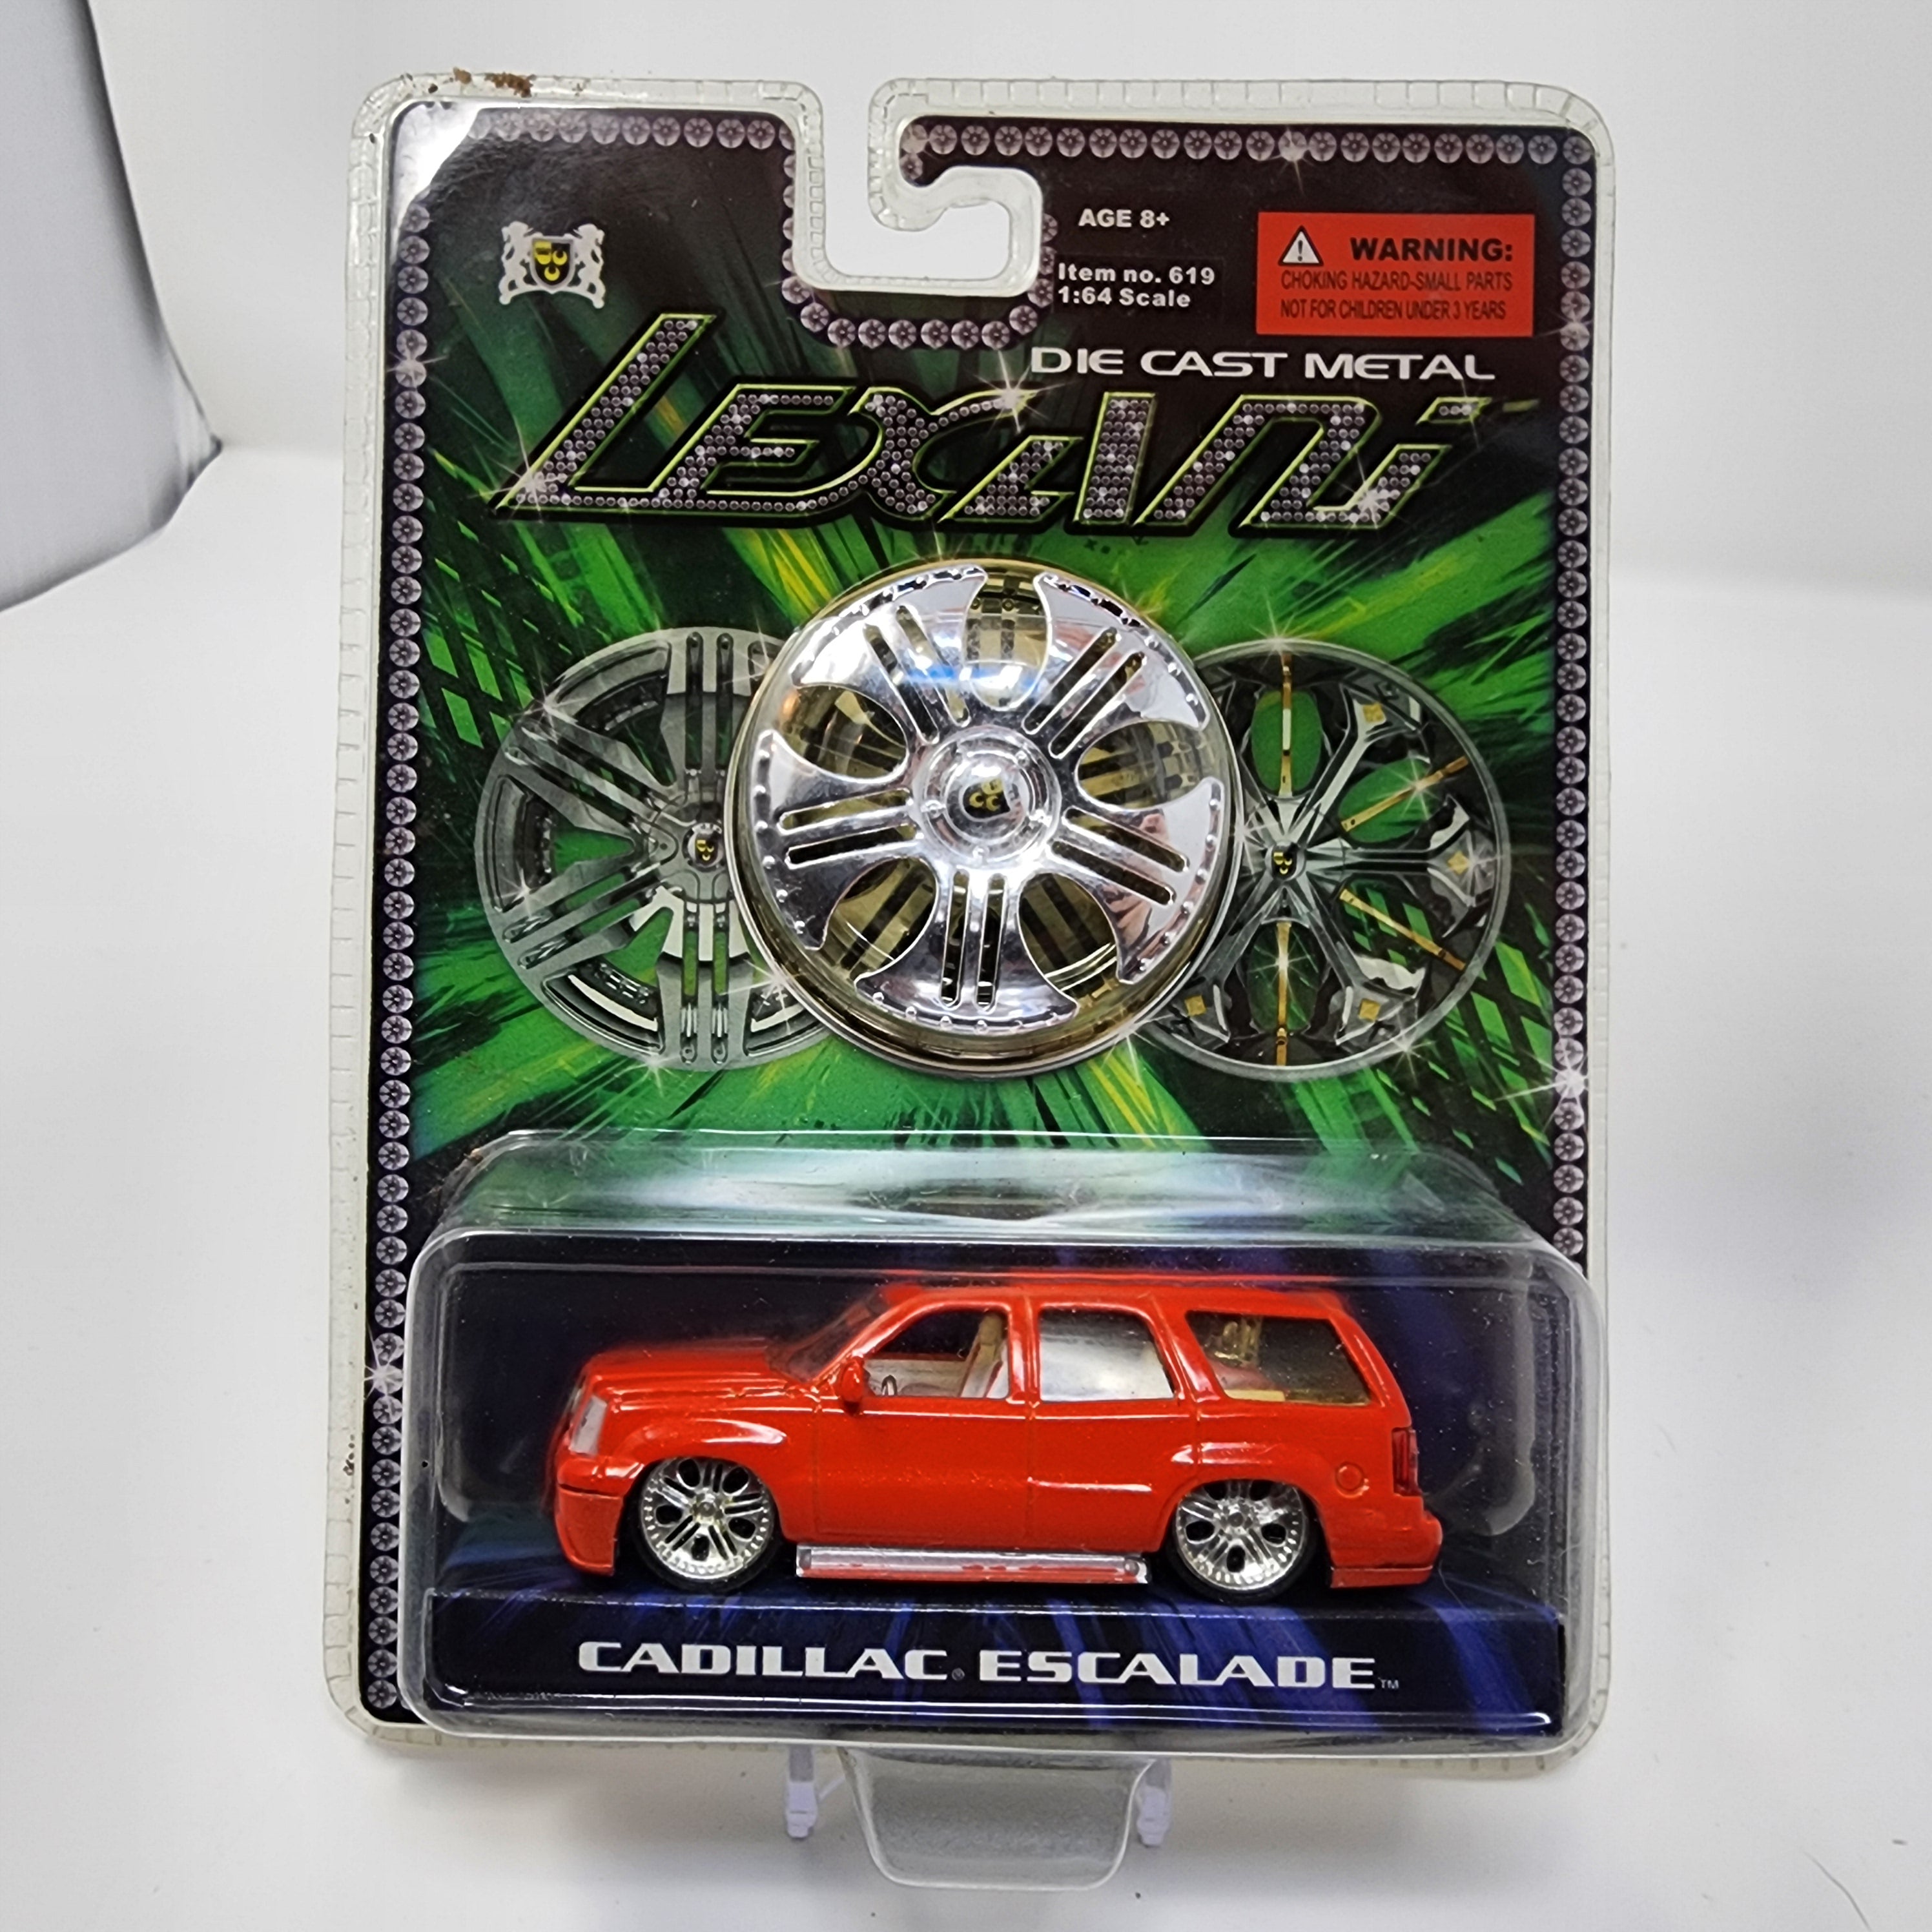 AGE 8+
Item no. 619
1:64 Scale
WARNING:
CHOKING HAZARD-SMALL PARTS
NOT FOR CHILDREN UNDER 3 YEARS
DIE CAST METAL
LEXANI
CADILLAC® ESCALADE™